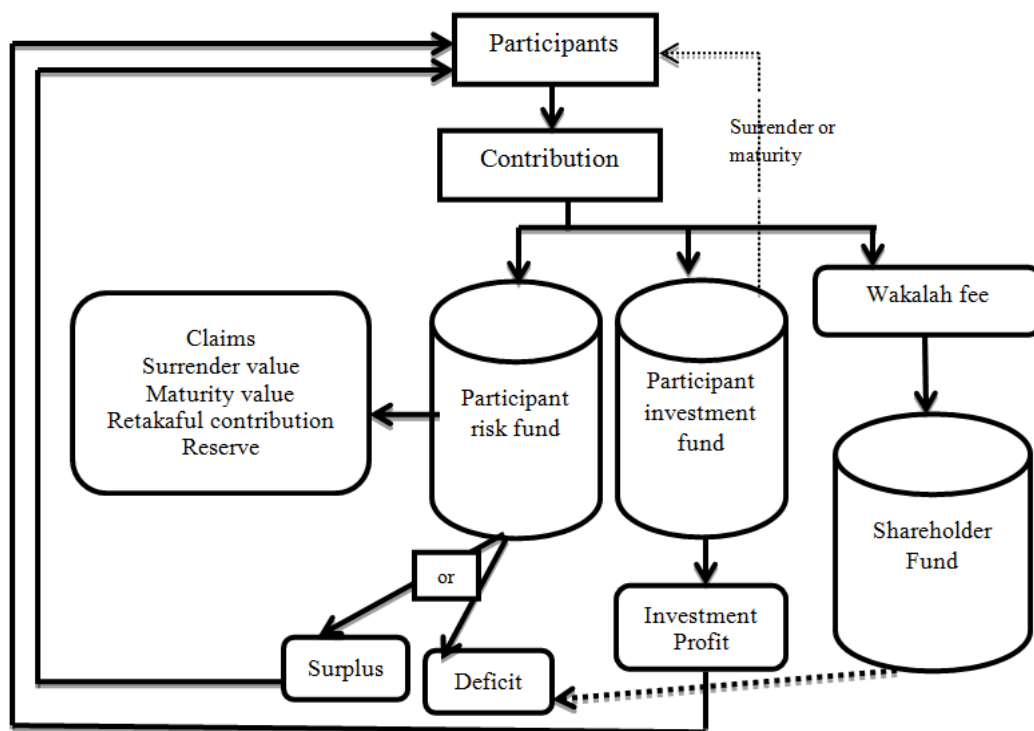 Participants
Contribution
Surrender or
maturity
Wakalah fee
Claims
Surrender value
Maturity value
Retakaful contribution
Reserve
Participant
risk fund
Participant
investment
fund
Shareholder
Fund
or
Surplus
Deficit
Investment
Profit